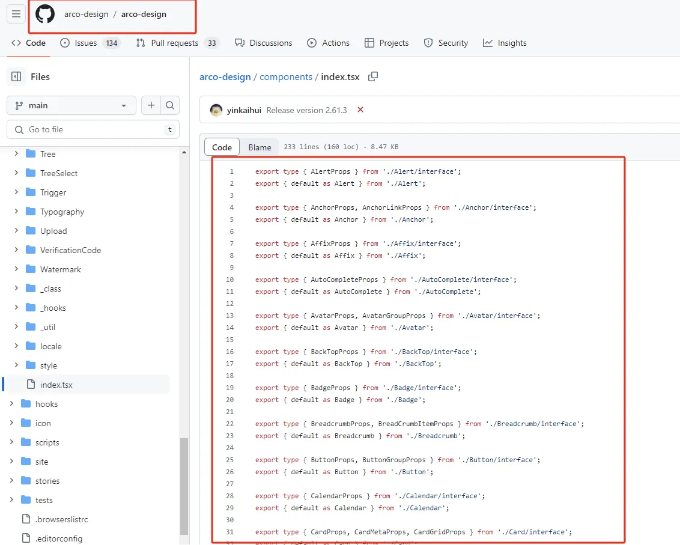 arco-design / arco-design
Code Issues 134 Pull requests 33 Discussions Actions Projects Security Insights
Files
main
Go to file t
Tree
TreeSelect
Trigger
Typography
Upload
VerificationCode
Watermark
_class
_hooks
_util
locale
style
index.tsx
hooks
icon
scripts
site
stories
tests
.browserslistrc
.editorconfig
arco-design / components / index.tsx
yinkaihui Release version 2.61.3
Code Blame 233 lines (160 loc) · 8.47 KB
1 export type { AlertProps } from './Alert/interface';
2 export { default as Alert } from './Alert';
3
4 export type { AnchorProps, AnchorLinkProps } from './Anchor/interface';
5 export { default as Anchor } from './Anchor';
6
7 export type { AffixProps } from './Affix/interface';
8 export { default as Affix } from './Affix';
9
10 export type { AutoCompleteProps } from './AutoComplete/interface';
11 export { default as AutoComplete } from './AutoComplete';
12
13 export type { AvatarProps, AvatarGroupProps } from './Avatar/interface';
14 export { default as Avatar } from './Avatar';
15
16 export type { BackTopProps } from './BackTop/interface';
17 export { default as BackTop } from './BackTop';
18
19 export type { BadgeProps } from './Badge/interface';
20 export { default as Badge } from './Badge';
21
22 export type { BreadcrumbProps, BreadCrumbItemProps } from './Breadcrumb/interface';
23 export { default as Breadcrumb } from './Breadcrumb';
24
25 export type { ButtonProps, ButtonGroupProps } from './Button/interface';
26 export { default as Button } from './Button';
27
28 export type { CalendarProps } from './Calendar/interface';
29 export { default as Calendar } from './Calendar';
30
31 export type { CardProps, CardMetaProps, CardGridProps } from './Card/interface';